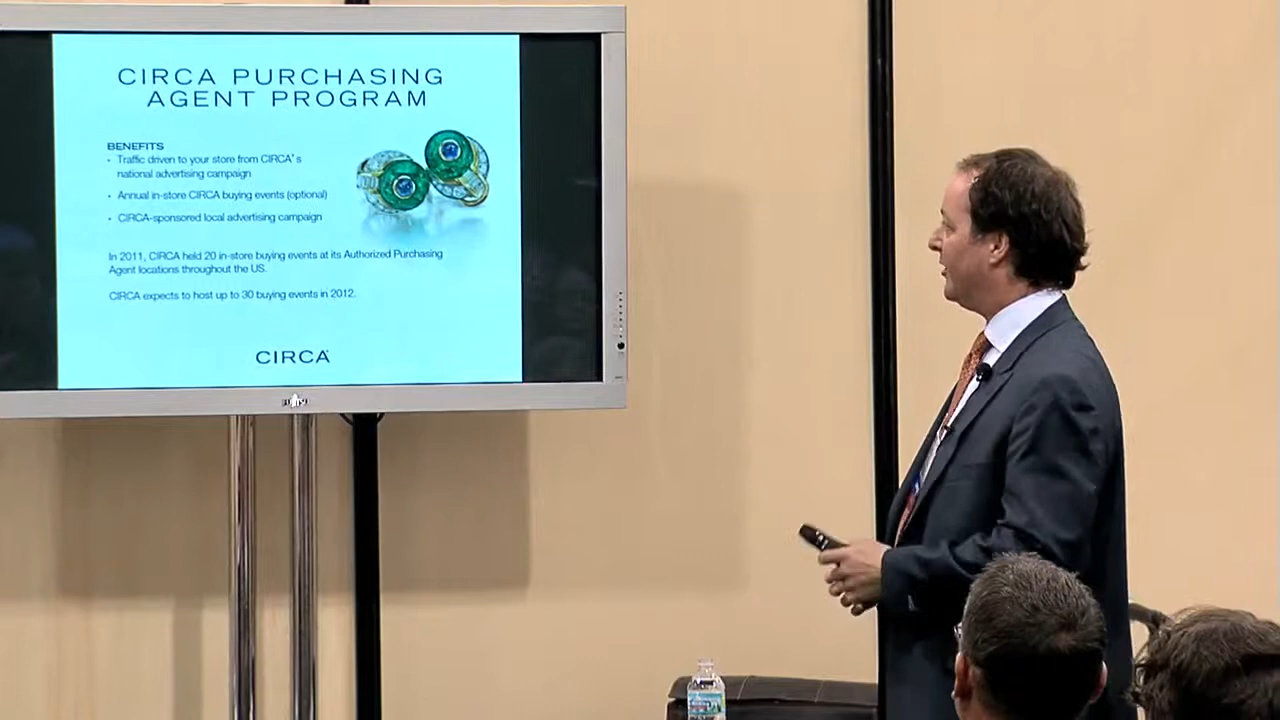 CIRCA PURCHASING
AGENT PROGRAM
BENEFITS
· Traffic driven to your store from CIRCA's
national advertising campaign
· Annual in-store CIRCA buying events (optional)
· CIRCA-sponsored local advertising campaign
In 2011, CIRCA held 20 in-store buying events at its Authorized Purchasing
Agent locations throughout the US.
CIRCA expects to host up to 30 buying events in 2012.
CIRCA
FUJITSU